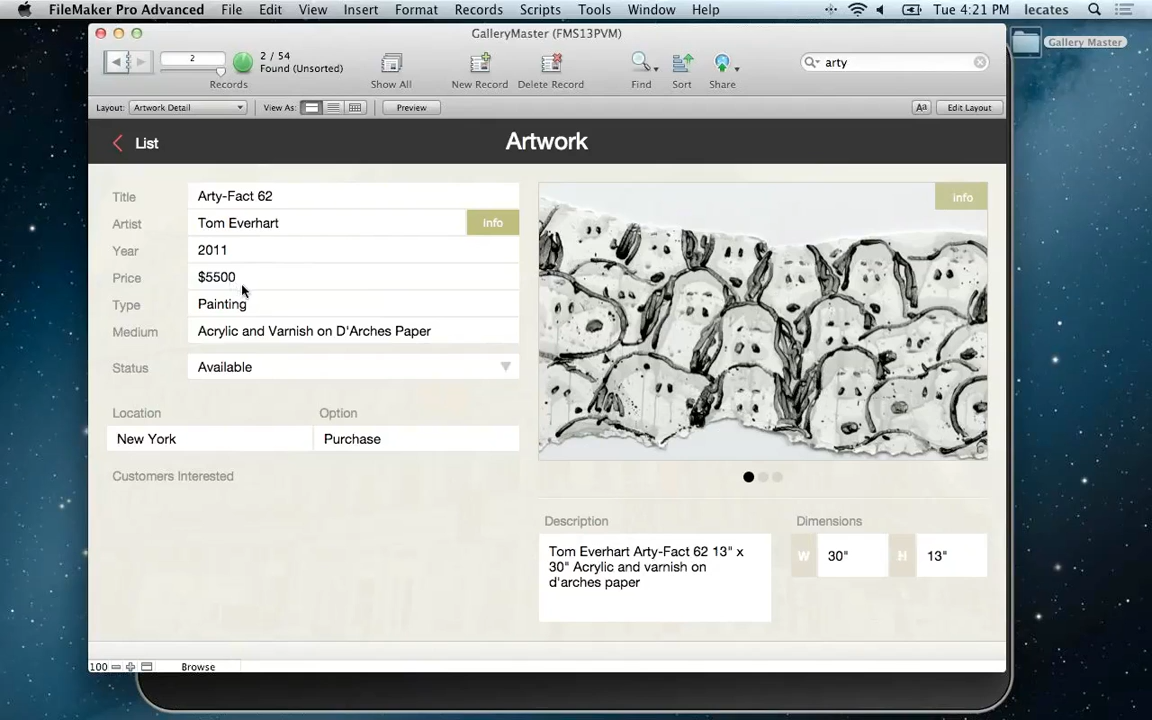 FileMaker Pro Advanced File Edit View Insert Format Records Scripts Tools Window Help Tue 4:21 PM lecates
GalleryMaster (FMS13PVM)
Gallery Master
2 2 / 54
Found (Unsorted)
arty
Records Show All New Record Delete Record Find Sort Share
Layout: Artwork Detail View As: Preview Aa Edit Layout
List Artwork
Title Arty-Fact 62
Info
Artist Tom Everhart Info
Year 2011
Price $5500
Type Painting
Medium Acrylic and Varnish on D'Arches Paper
Status Available
Location Option
New York Purchase
Customers Interested
Description Dimensions
Tom Everhart Arty-Fact 62 13" x
30" Acrylic and varnish on
d'arches paper
W 30" H 13"
100 Browse